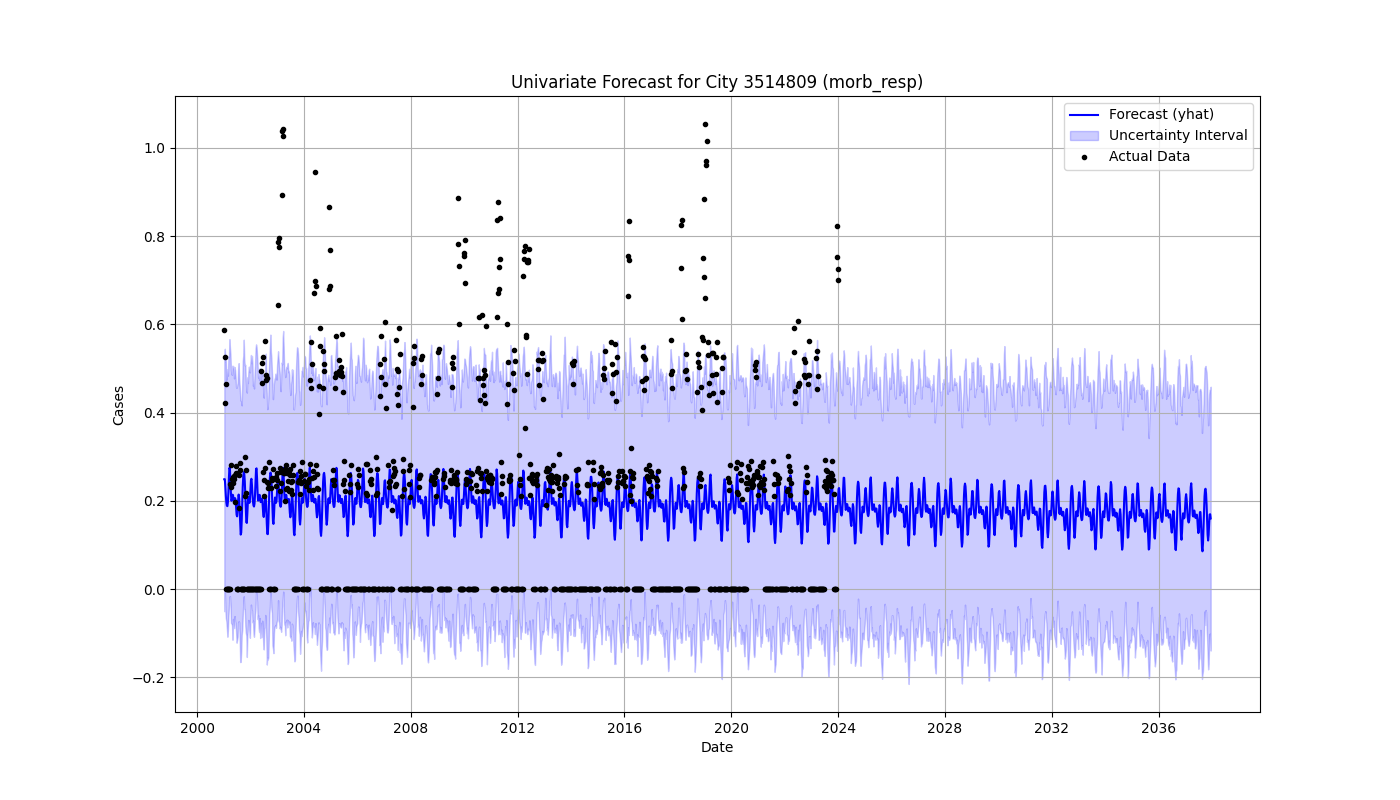 Univariate Forecast for City 3514809 (morb_resp)
Forecast (yhat)
Uncertainty Interval
Actual Data
Cases
1.0
0.8
0.6
0.4
0.2
0.0
−0.2
2000 2004 2008 2012 2016 2020 2024 2028 2032 2036
Date